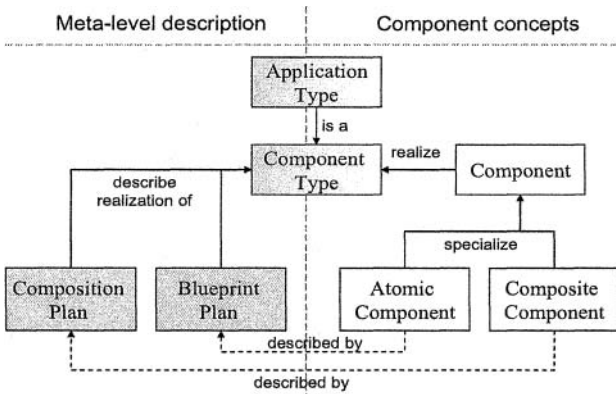 Meta-level description
Component concepts
Application
Type
is a
Component
Type
realize
Component
describe
realization of
specialize
Composition
Plan
Blueprint
Plan
Atomic
Component
Composite
Component
described by
described by